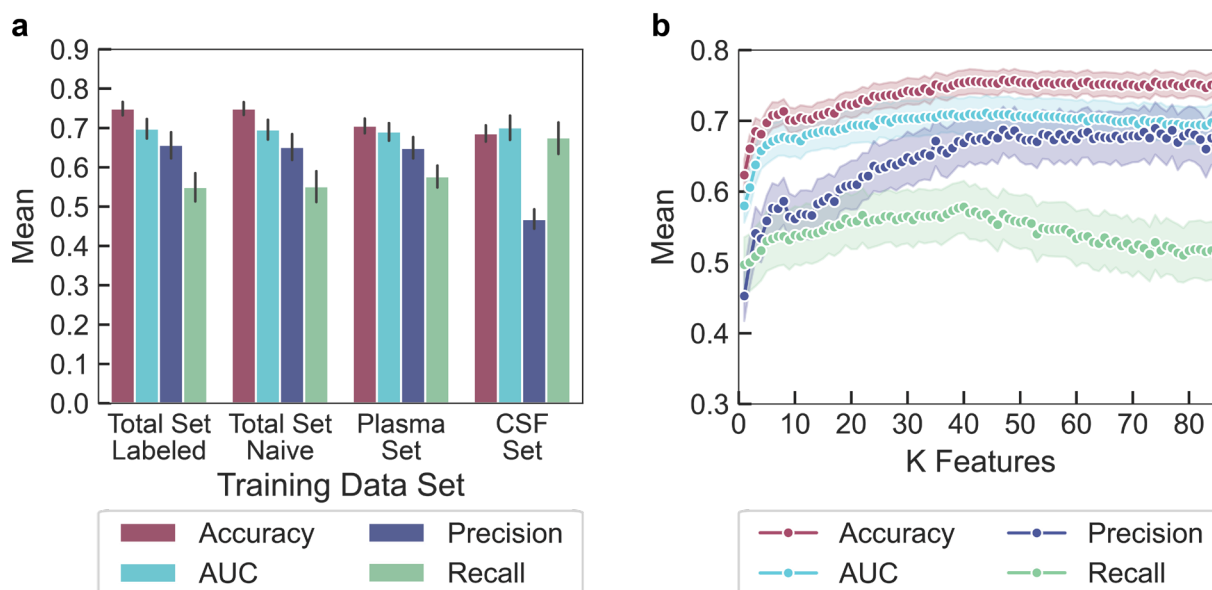 a
0.9
0.8
0.7
0.6
0.5
0.4
0.3
0.2
0.1
0.0
Mean
Total Set Labeled
Total Set Naive
Plasma Set
CSF Set
Training Data Set
Accuracy
Precision
AUC
Recall
b
0.8
0.7
0.6
0.5
0.4
0.3
Mean
0 10 20 30 40 50 60 70 80
K Features
Accuracy
Precision
AUC
Recall